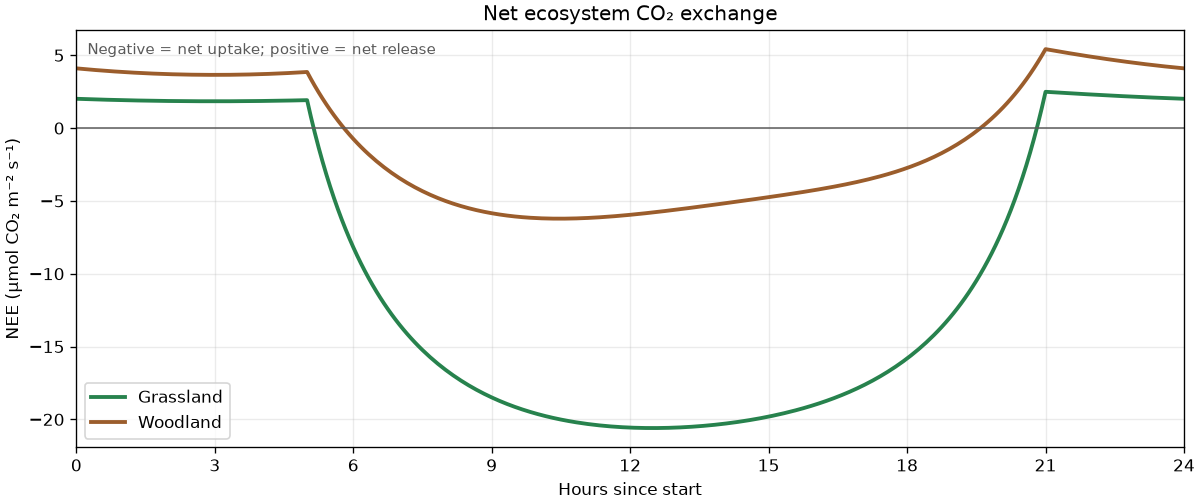 Net ecosystem CO₂ exchange
Negative = net uptake; positive = net release
NEE (μmol CO₂ m⁻² s⁻¹)
5
0
−5
−10
−15
−20
Grassland
Woodland
0 3 6 9 12 15 18 21 24
Hours since start